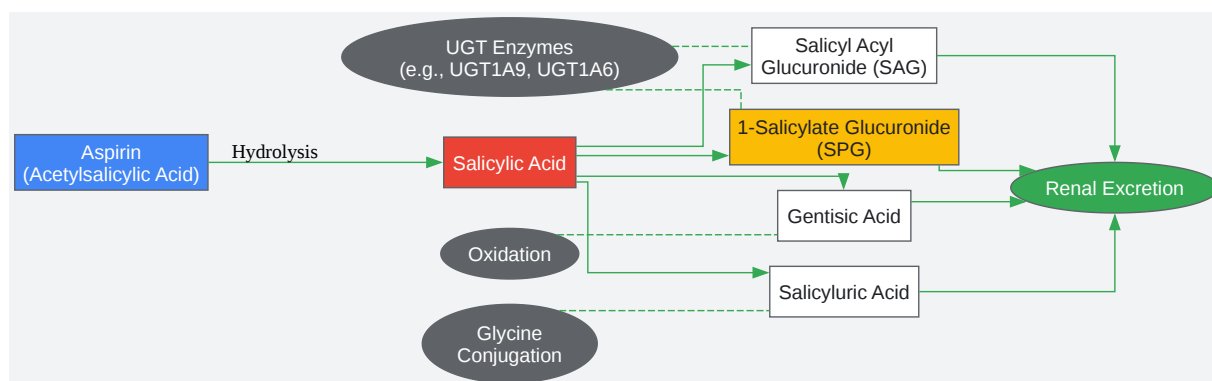 UGT Enzymes
(e.g., UGT1A9, UGT1A6)
Salicyl Acyl
Glucuronide (SAG)
1-Salicylate Glucuronide
(SPG)
Aspirin
(Acetylsalicylic Acid)
Hydrolysis
Salicylic Acid
Renal Excretion
Gentisic Acid
Oxidation
Salicyluric Acid
Glycine
Conjugation